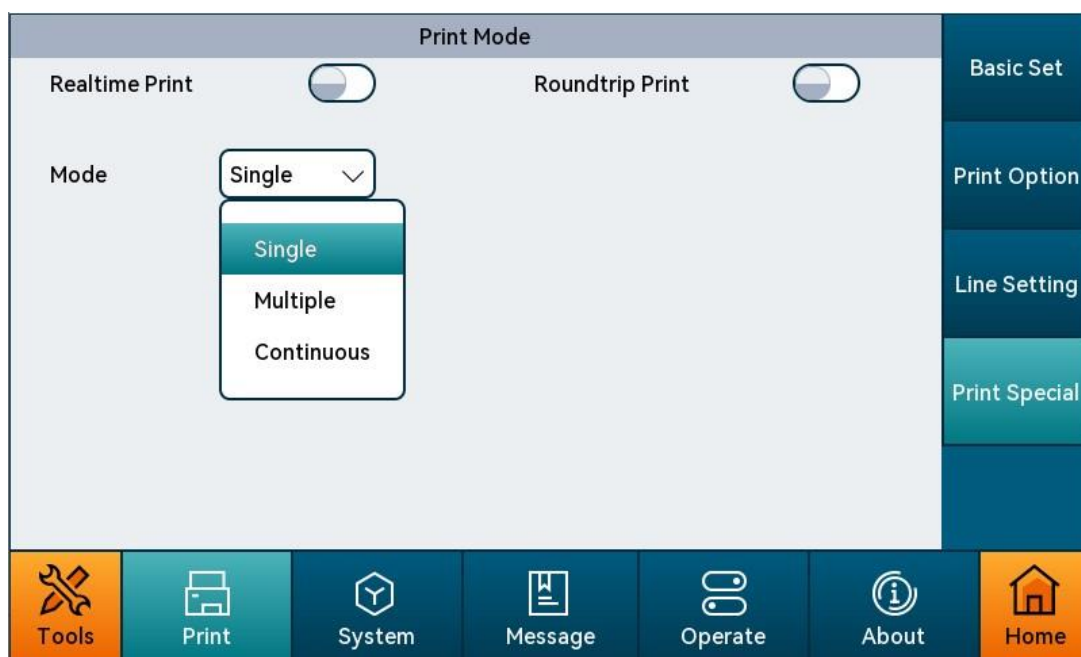 Print Mode
Realtime Print
Roundtrip Print
Mode
Single
Single
Multiple
Continuous
Basic Set
Print Option
Line Setting
Print Special
Tools
Print
System
Message
Operate
About
Home